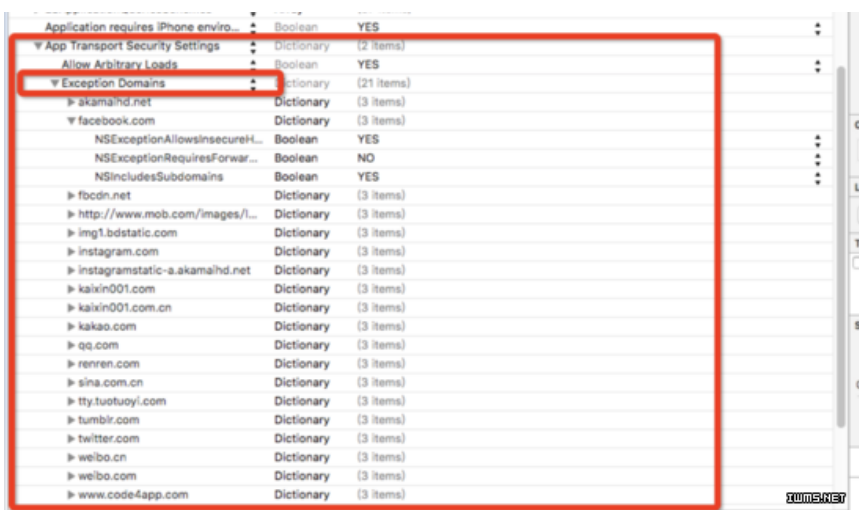 Application requires iPhone enviro... Boolean YES
App Transport Security Settings Dictionary (2 items)
Allow Arbitrary Loads Boolean YES
Exception Domains Dictionary (21 items)
akamaihd.net Dictionary (3 items)
facebook.com Dictionary (3 items)
NSExceptionAllowsInsecureH... Boolean YES
NSExceptionRequiresForwar... Boolean NO
NSIncludesSubdomains Boolean YES
fbcdn.net Dictionary (3 items)
http://www.mob.com/images/l... Dictionary (3 items)
img1.bdstatic.com Dictionary (3 items)
instagram.com Dictionary (3 items)
instagramstatic-a.akamaihd.net Dictionary (3 items)
kaixin001.com Dictionary (3 items)
kaixin001.com.cn Dictionary (3 items)
kakao.com Dictionary (3 items)
qq.com Dictionary (3 items)
renren.com Dictionary (3 items)
sina.com.cn Dictionary (3 items)
tty.tuotuoyi.com Dictionary (3 items)
tumblr.com Dictionary (3 items)
twitter.com Dictionary (3 items)
weibo.cn Dictionary (3 items)
weibo.com Dictionary (3 items)
www.code4app.com Dictionary (3 items)
IWMS.NET